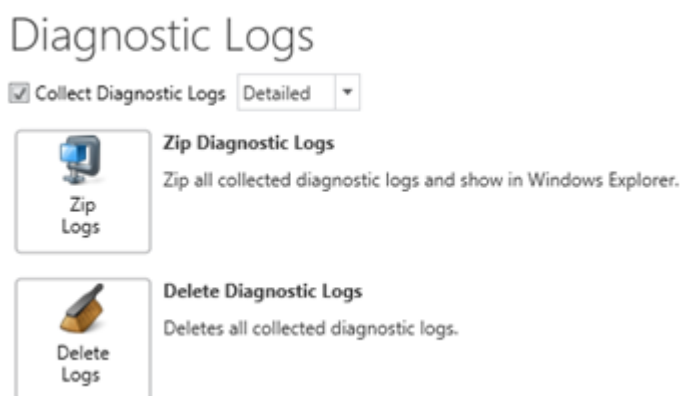 Diagnostic Logs
Collect Diagnostic Logs Detailed
Zip Diagnostic Logs
Zip all collected diagnostic logs and show in Windows Explorer.
Zip
Logs
Delete Diagnostic Logs
Deletes all collected diagnostic logs.
Delete
Logs